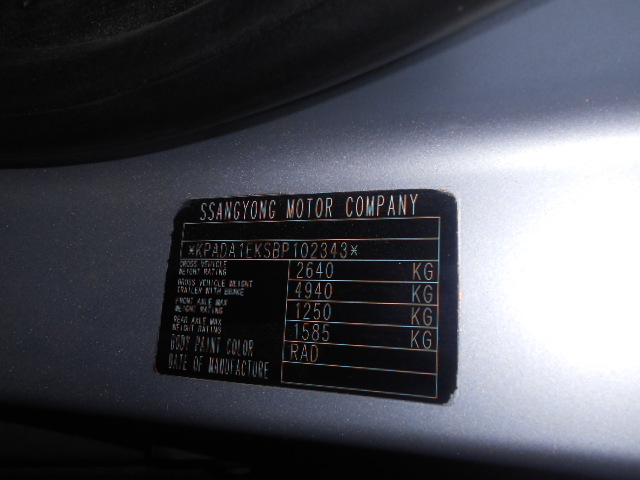 SSANGYONG MOTOR COMPANY
*KPADA1EKSBP102343*
GROSS VEHICLE
WEIGHT RATING 2640 KG
GROSS VEHICLE WEIGHT
TRAILER WITH BRAKE 4940 KG
FRONT AXLE MAX
WEIGHT RATING 1250 KG
REAR AXLE MAX
WEIGHT RATING 1585 KG
BODY PAINT COLOR RAD
DATE OF MANUFACTURE